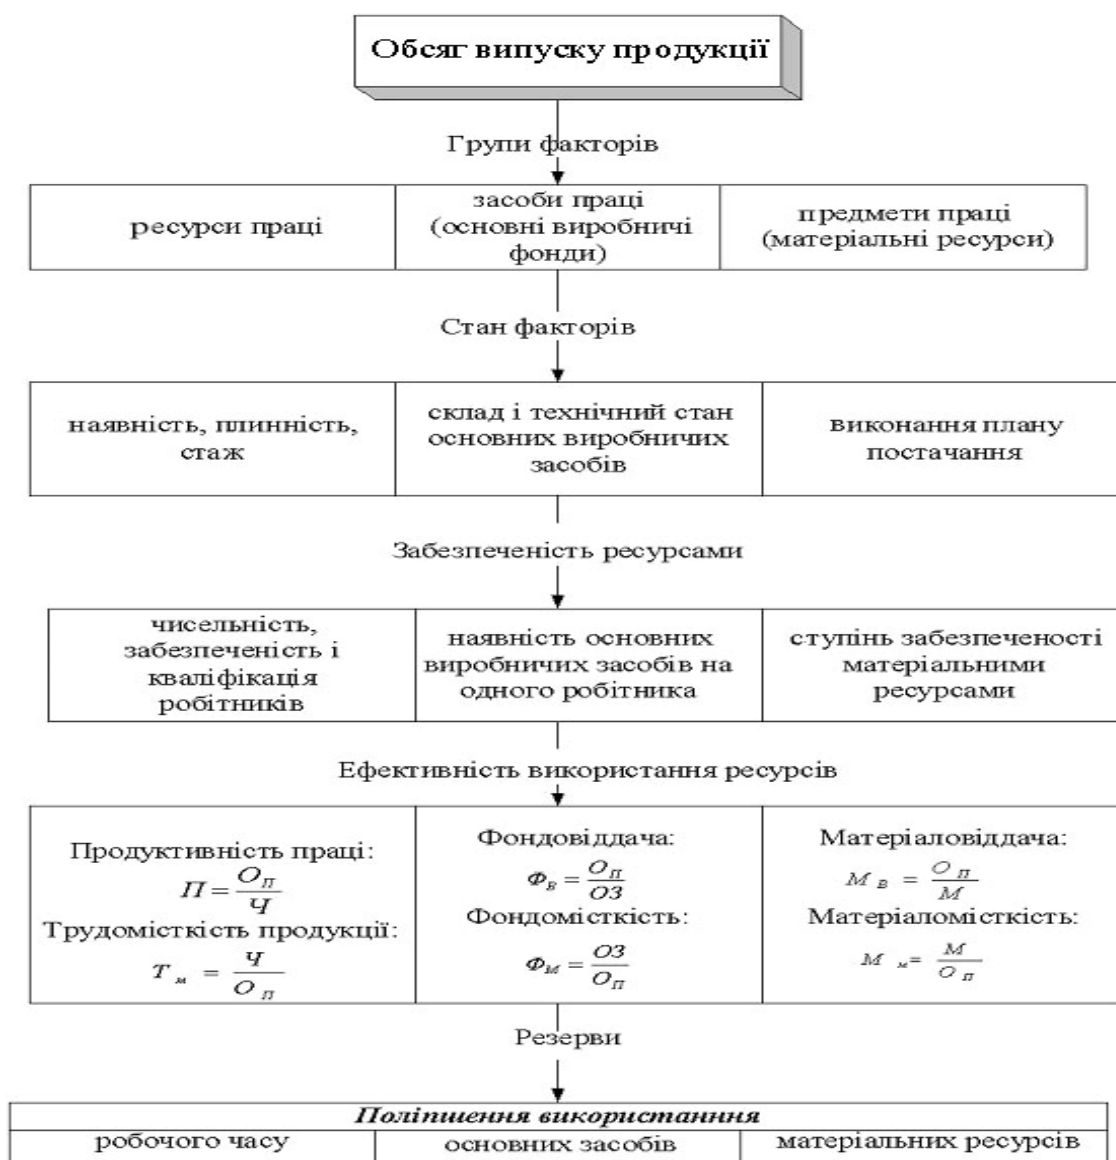 Обсяг випуску продукції
Групи факторів
ресурси праці
засоби праці
(основні виробничі
фонди)
предмети праці
(матеріальні ресурси)
Стан факторів
наявність, плинність,
стаж
склад і технічний стан
основних виробничих
засобів
виконання плану
постачання
Забезпеченість ресурсами
чисельність,
забезпеченість і
кваліфікація
робітників
наявність основних
виробничих засобів на
одного робітника
ступінь забезпеченості
матеріальними
ресурсами
Ефективність використання ресурсів
Продуктивність праці:
П = О_П / Ч
Трудомісткість продукції:
Т_м = Ч / О_П
Фондовіддача:
Ф_в = О_П / ОЗ
Фондомісткість:
Ф_М = ОЗ / О_П
Матеріаловіддача:
М_В = О_П / М
Матеріаломісткість:
М_м = М / О_П
Резерви
Поліпшення використанння
робочого часу
основних засобів
матеріальних ресурсів